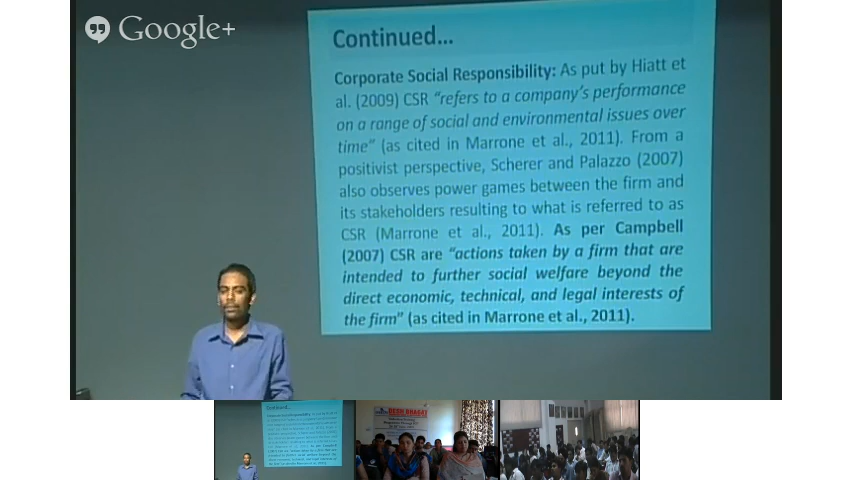 Google+
Continued...
Corporate Social Responsibility: As put by Hiatt et
al. (2009) CSR “refers to a company’s performance
on a range of social and environmental issues over
time” (as cited in Marrone et al., 2011). From a
positivist perspective, Scherer and Palazzo (2007)
also observes power games between the firm and
its stakeholders resulting to what is referred to as
CSR (Marrone et al., 2011). As per Campbell
(2007) CSR are “actions taken by a firm that are
intended to further social welfare beyond the
direct economic, technical, and legal interests of
the firm” (as cited in Marrone et al., 2011).
Continued...
DESH BHAGAT